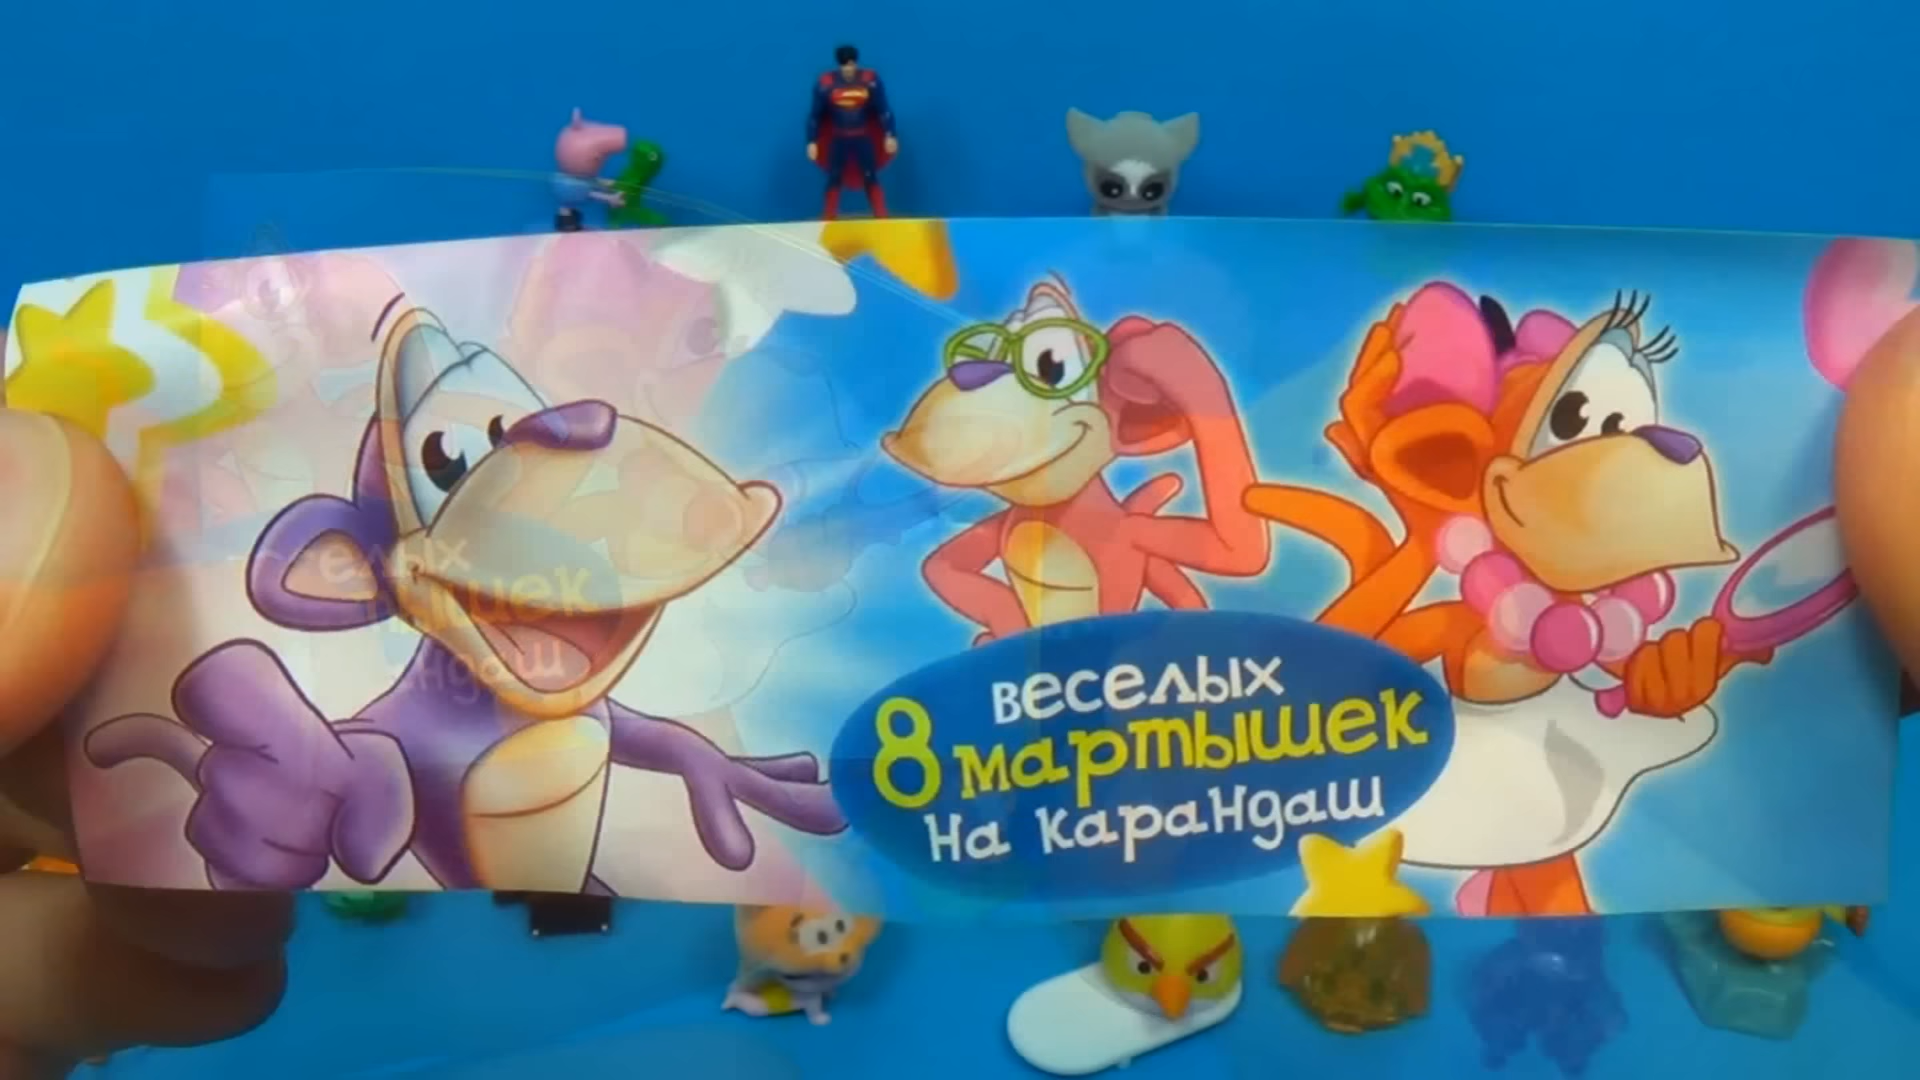 8 веселых
мартышек
на карандаш